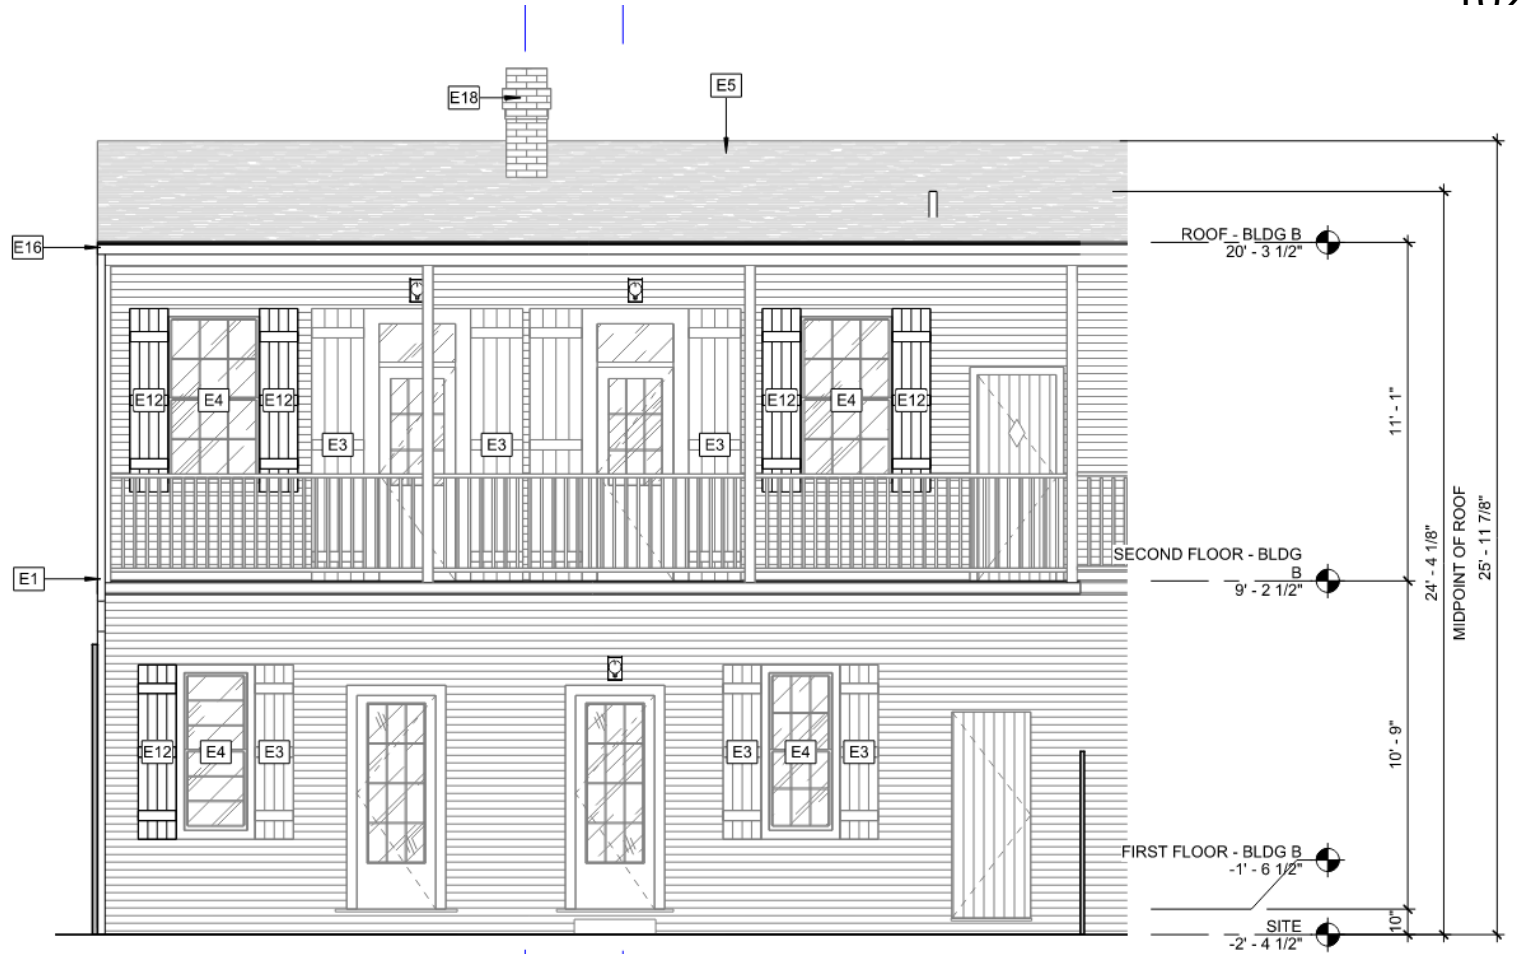 E18
E5
E16
ROOF - BLDG B
20' - 3 1/2"
E12
E4
E12
E12
E4
E12
E3
E3
E3
11' - 1"
MIDPOINT OF ROOF
24' - 4 1/8"
25' - 11 7/8"
E1
SECOND FLOOR - BLDG
B
9' - 2 1/2"
E12
E4
E3
E3
E4
E3
10' - 9"
FIRST FLOOR - BLDG B
-1' - 6 1/2"
10"
SITE
-2' - 4 1/2"